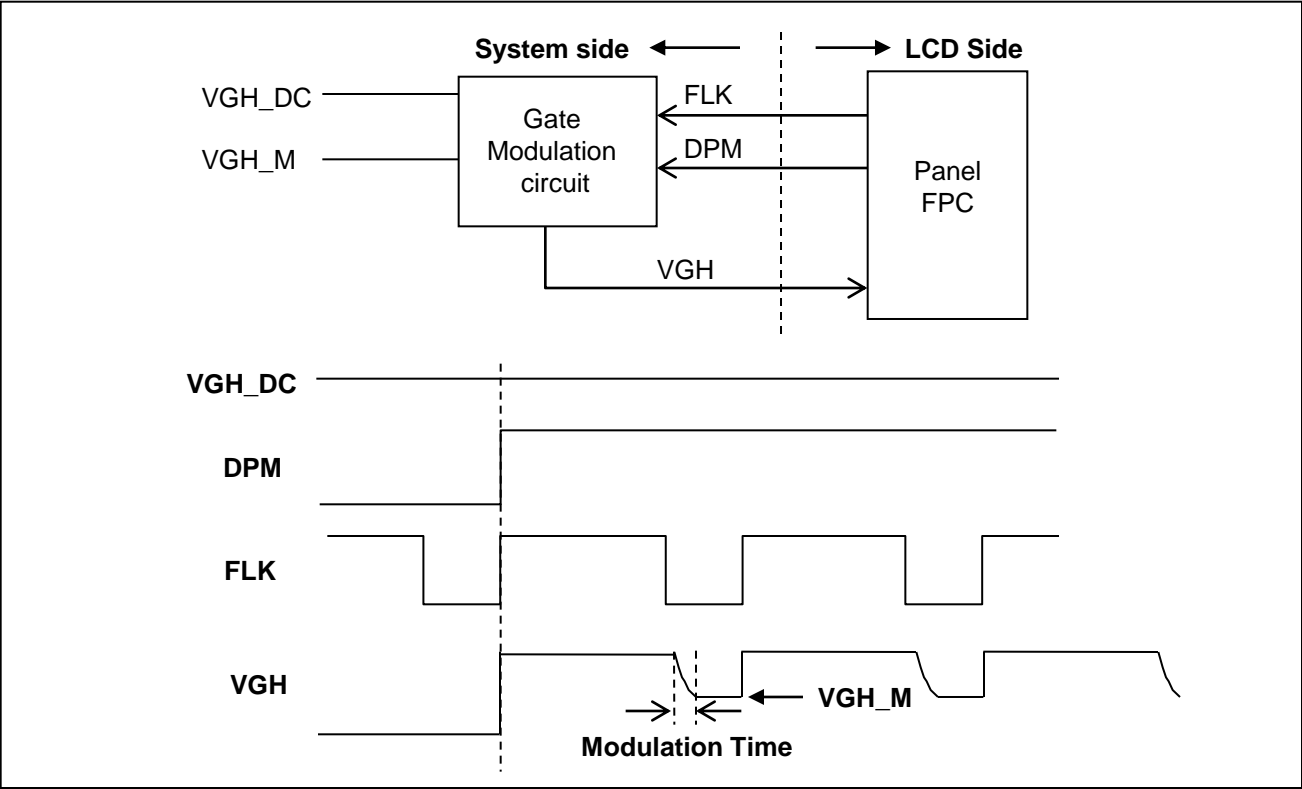 System side
LCD Side
VGH_DC
FLK
Gate
Modulation
circuit
DPM
VGH_M
Panel
FPC
VGH
VGH_DC
DPM
FLK
VGH
VGH_M
Modulation Time